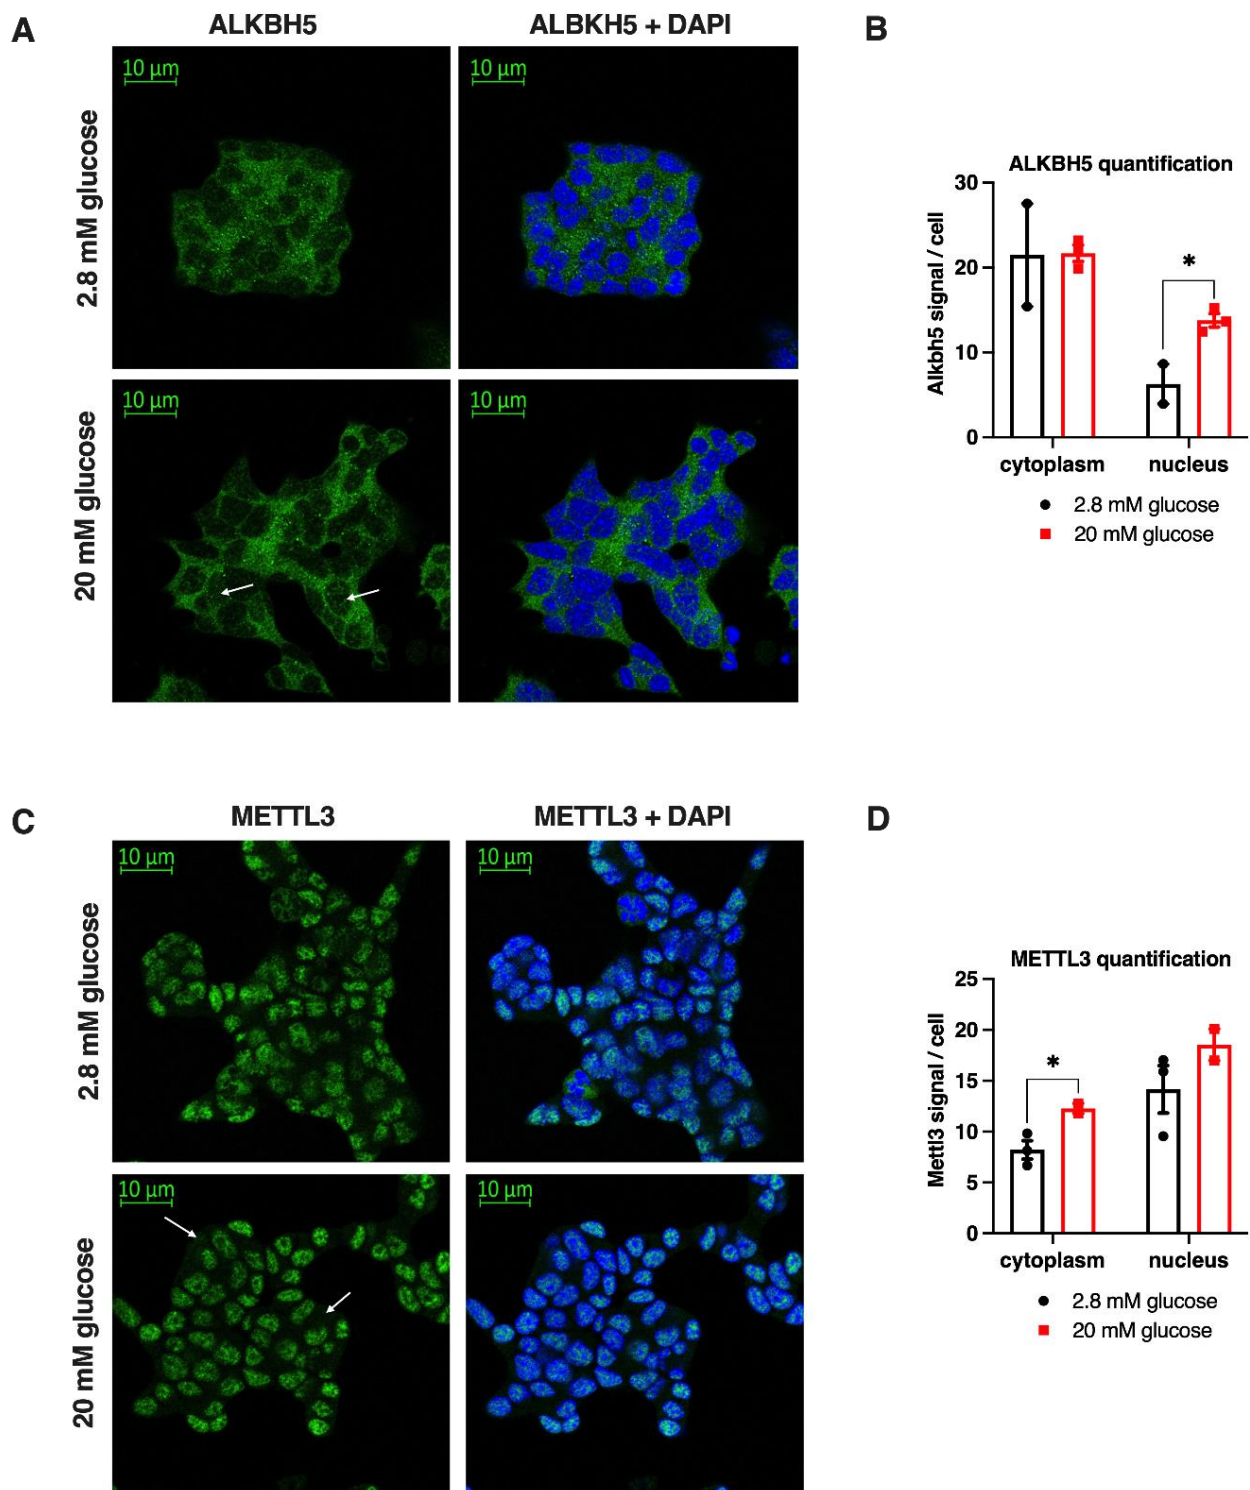 A
ALKBH5
ALBKH5 + DAPI
2.8 mM glucose
10 µm
10 µm
20 mM glucose
10 µm
10 µm
B
ALKBH5 quantification
Alkbh5 signal / cell
30
20
10
0
*
cytoplasm
nucleus
2.8 mM glucose
20 mM glucose
C
METTL3
METTL3 + DAPI
2.8 mM glucose
10 µm
10 µm
20 mM glucose
10 µm
10 µm
D
METTL3 quantification
Mettl3 signal / cell
25
20
15
10
5
0
*
cytoplasm
nucleus
2.8 mM glucose
20 mM glucose